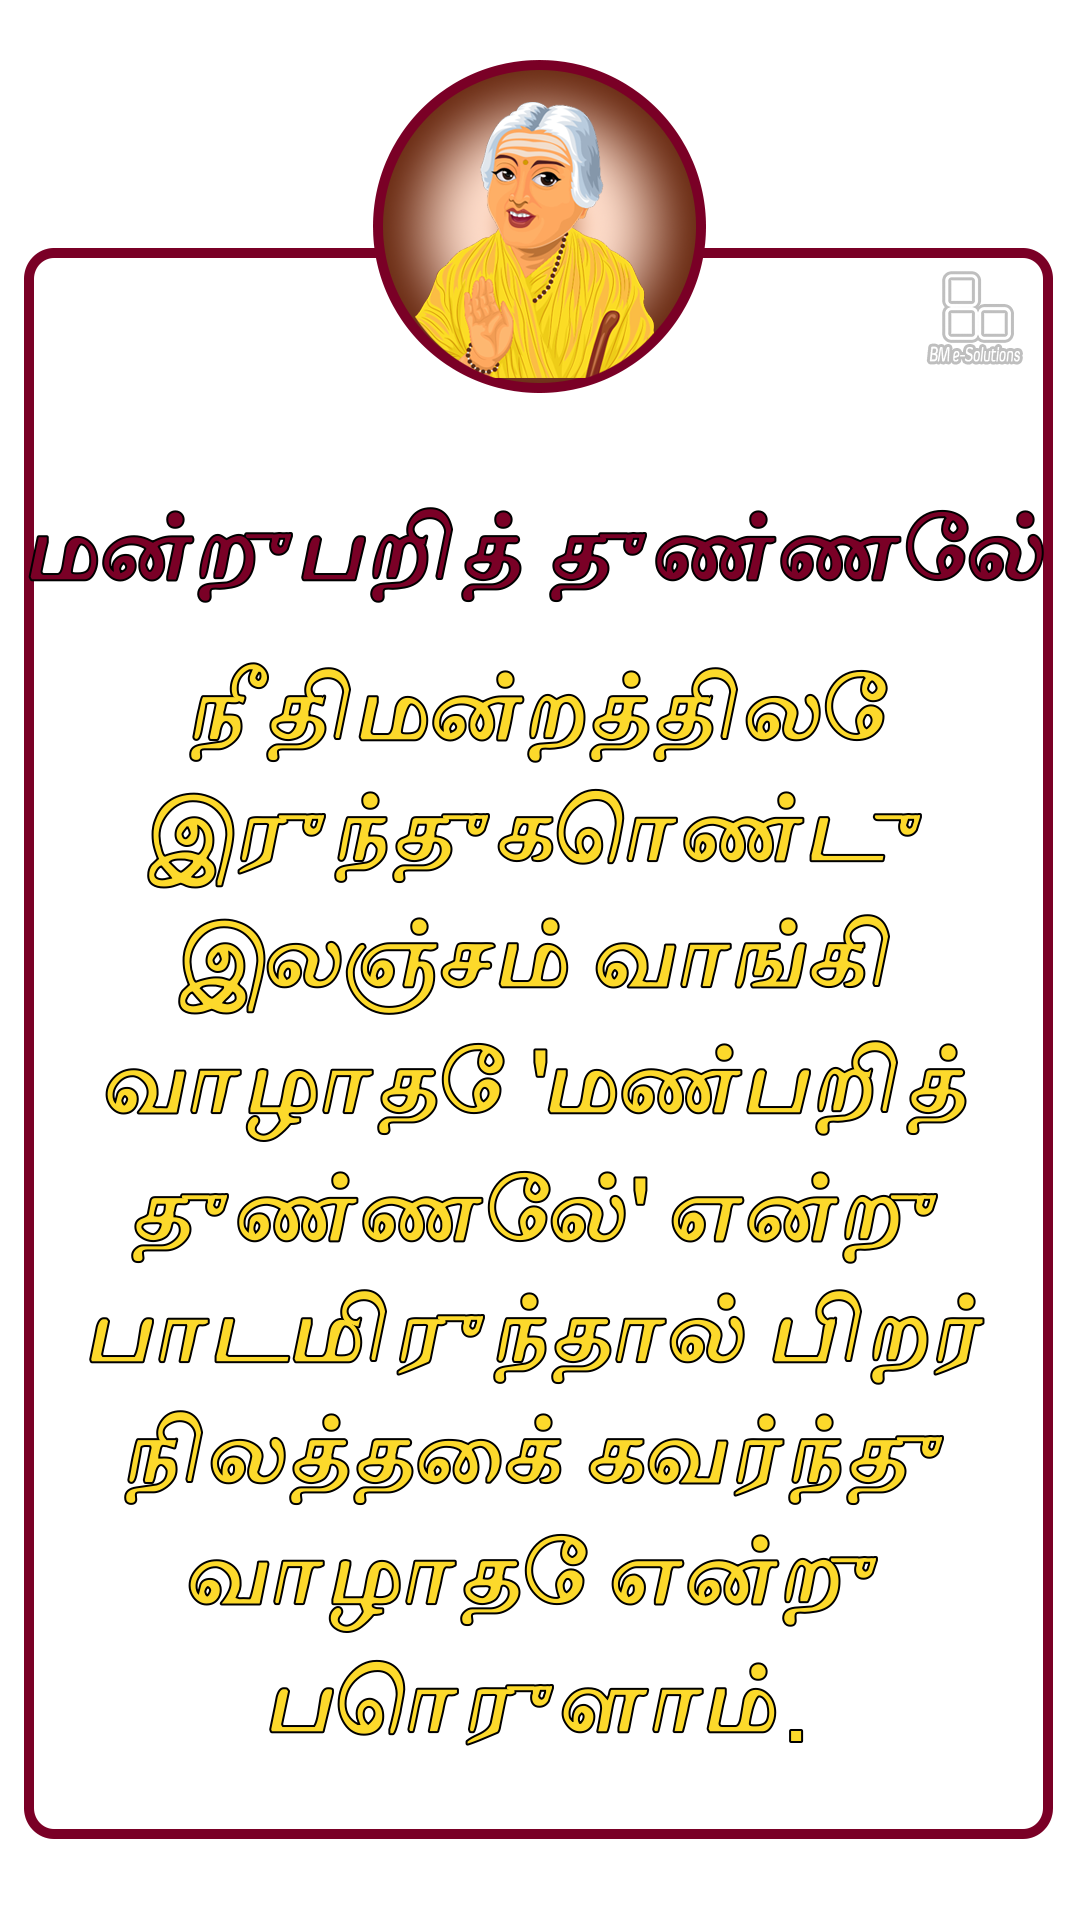 BM e-Solutions
மன்றுபறித் துண்ணேல்
நீதிமன்றத்திலே
இருந்துகொண்டு
இலஞ்சம் வாங்கி
வாழாதே 'மண்பறித்
துண்ணேல்' என்று
பாடமிருந்தால் பிறர்
நிலத்தைக் கவர்ந்து
வாழாதே என்று
பொருளாம்.